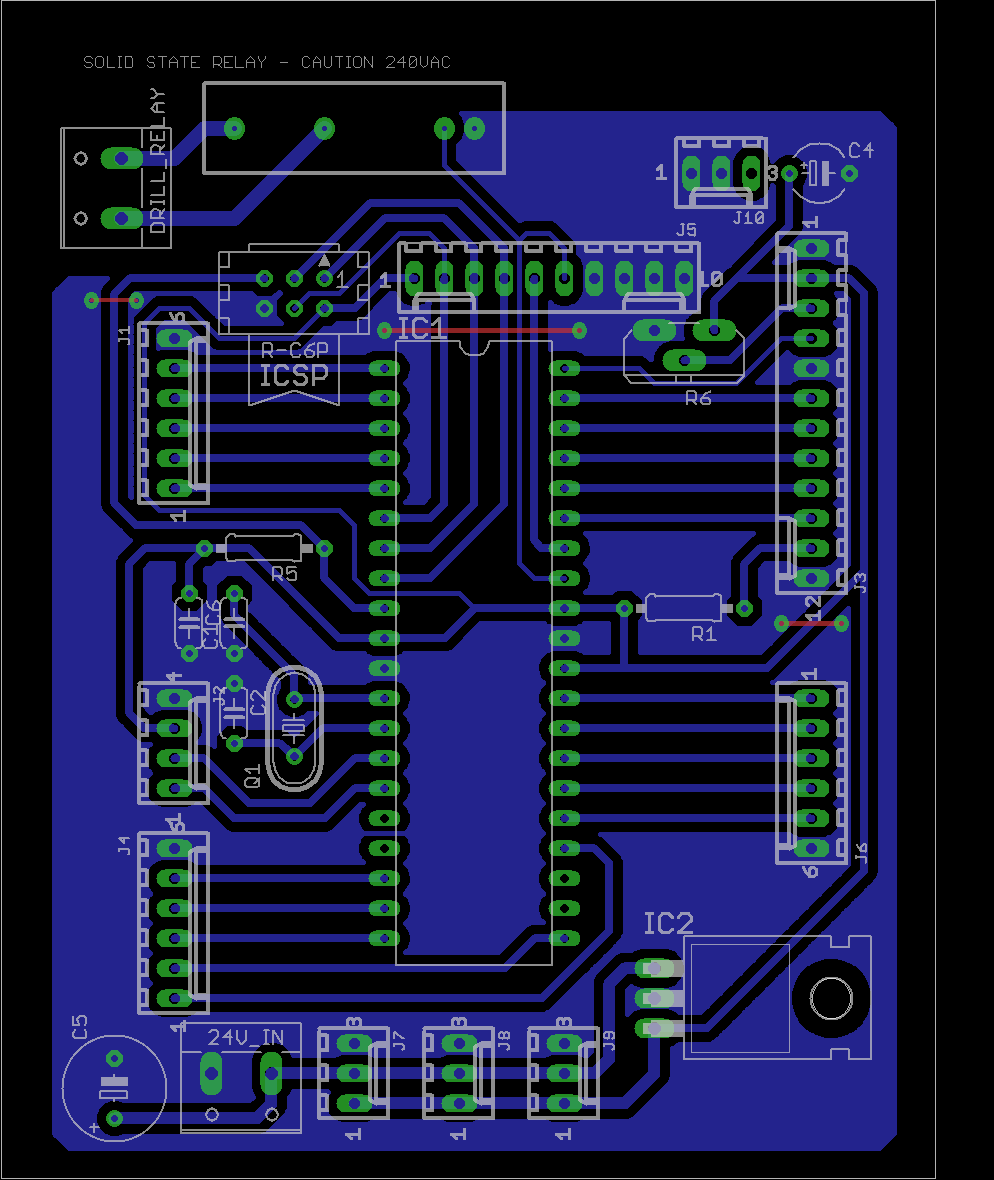 SOLID STATE RELAY - CAUTION 240VAC
DRILL_RELAY
C4
1
3
J10
J5
1
10
1
1
IC1
J1
6
R-C6P
ICSP
R6
1
R5
J3
12
C1
C6
R1
4
J2
C2
1
Q1
1
J4
6
J6
6
IC2
C5
1
24V_IN
3
J7
3
J8
3
J9
+
1
1
1